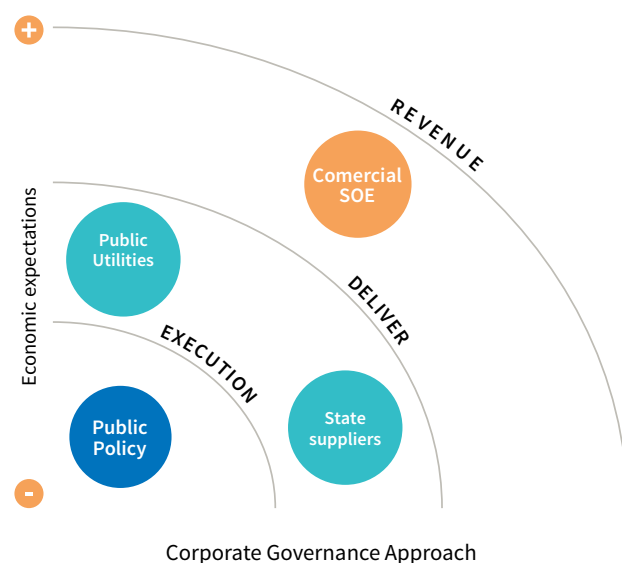 +
REVENUE
Comercial
SOE
Economic expectations
Public
Utilities
DELIVER
EXECUTION
Public
Policy
State
suppliers
-
Corporate Governance Approach